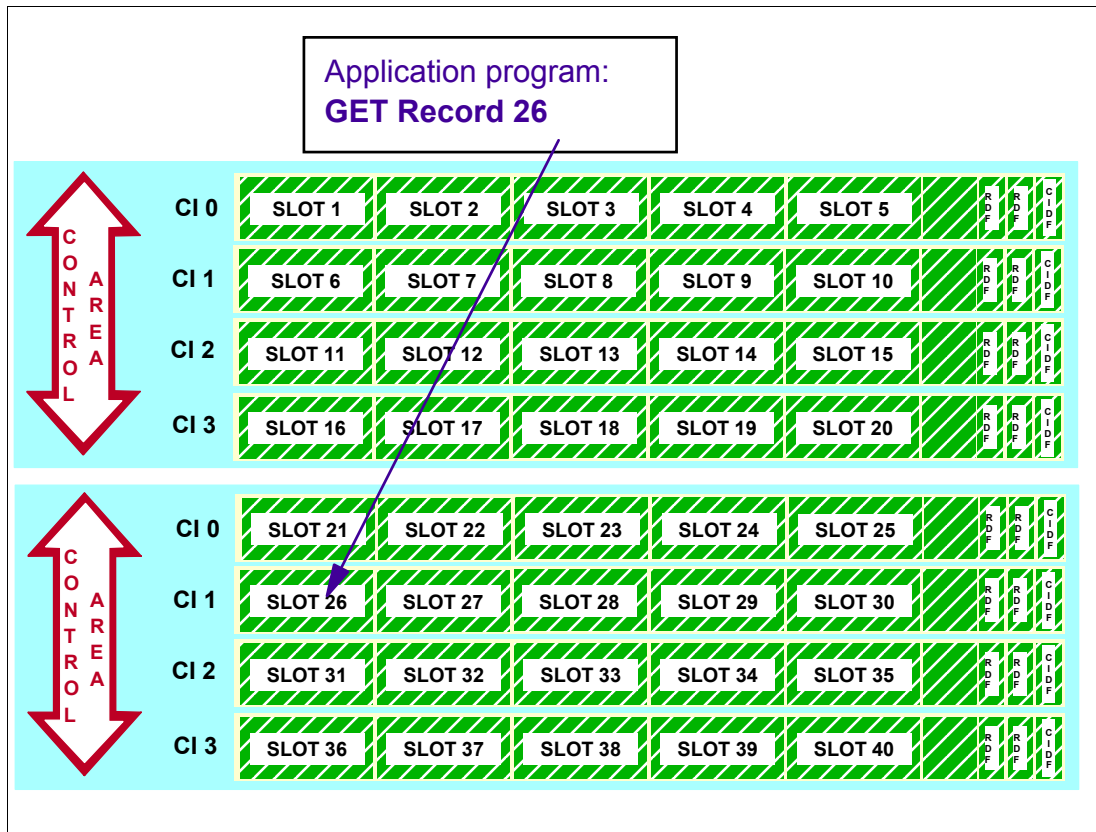 Application program:
GET Record 26
CONTROL
AREA
CI 0 SLOT 1 SLOT 2 SLOT 3 SLOT 4 SLOT 5 RDF RDF CIDF
CI 1 SLOT 6 SLOT 7 SLOT 8 SLOT 9 SLOT 10 RDF RDF CIDF
CI 2 SLOT 11 SLOT 12 SLOT 13 SLOT 14 SLOT 15 RDF RDF CIDF
CI 3 SLOT 16 SLOT 17 SLOT 18 SLOT 19 SLOT 20 RDF RDF CIDF
CONTROL
AREA
CI 0 SLOT 21 SLOT 22 SLOT 23 SLOT 24 SLOT 25 RDF RDF CIDF
CI 1 SLOT 26 SLOT 27 SLOT 28 SLOT 29 SLOT 30 RDF RDF CIDF
CI 2 SLOT 31 SLOT 32 SLOT 33 SLOT 34 SLOT 35 RDF RDF CIDF
CI 3 SLOT 36 SLOT 37 SLOT 38 SLOT 39 SLOT 40 RDF RDF CIDF